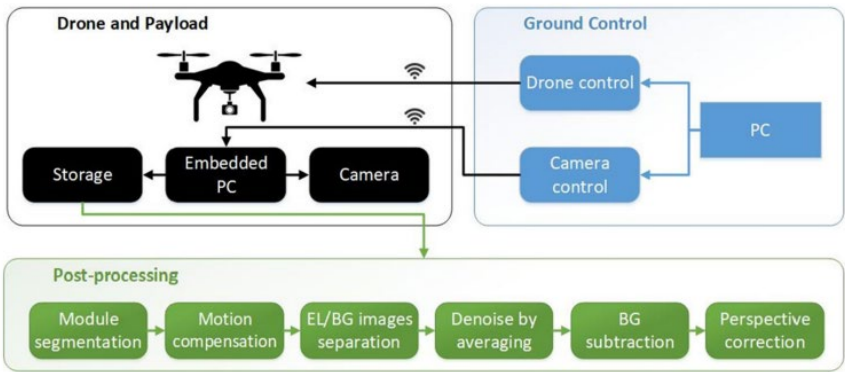 Drone and Payload
Ground Control
Drone control
PC
Camera
control
Storage
Embedded
PC
Camera
Post-processing
Module
segmentation
Motion
compensation
EL/BG images
separation
Denoise by
averaging
BG
subtraction
Perspective
correction